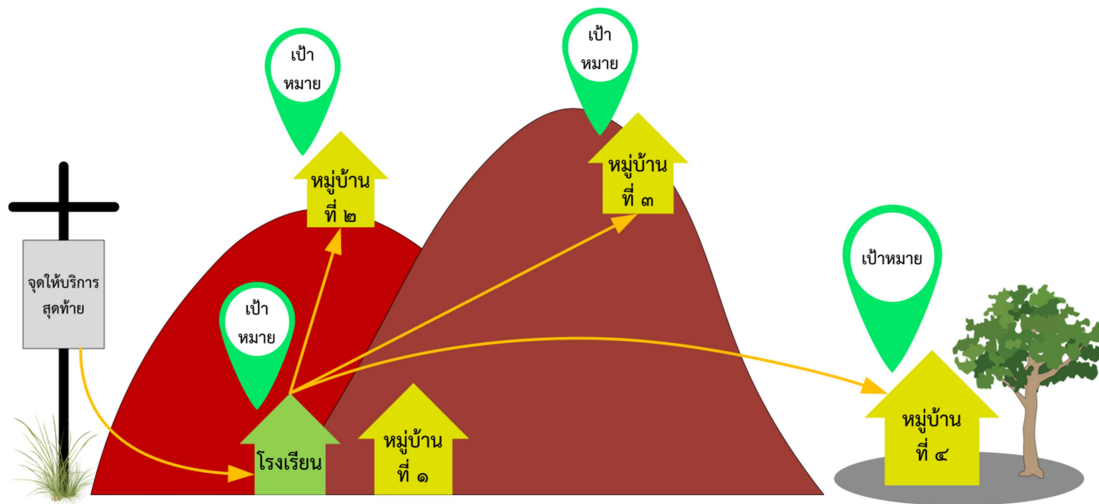 เป้า
หมาย
เป้า
หมาย
หมู่บ้าน
ที่ ๒
หมู่บ้าน
ที่ ๓
จุดให้บริการ
สุดท้าย
เป้า
หมาย
เป้าหมาย
โรงเรียน
หมู่บ้าน
ที่ ๑
หมู่บ้าน
ที่ ๔